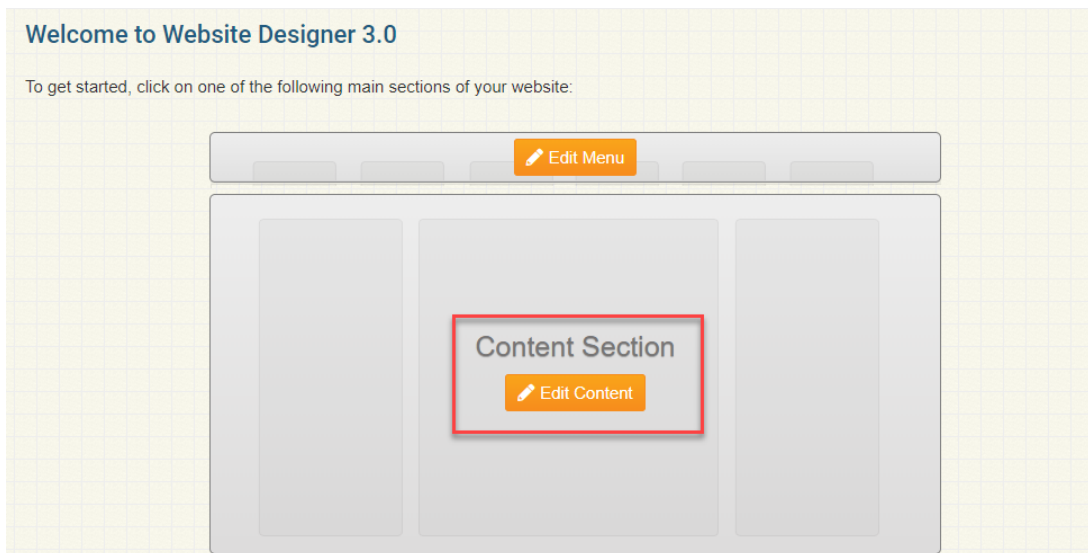 Welcome to Website Designer 3.0
To get started, click on one of the following main sections of your website:
Edit Menu
Content Section
Edit Content